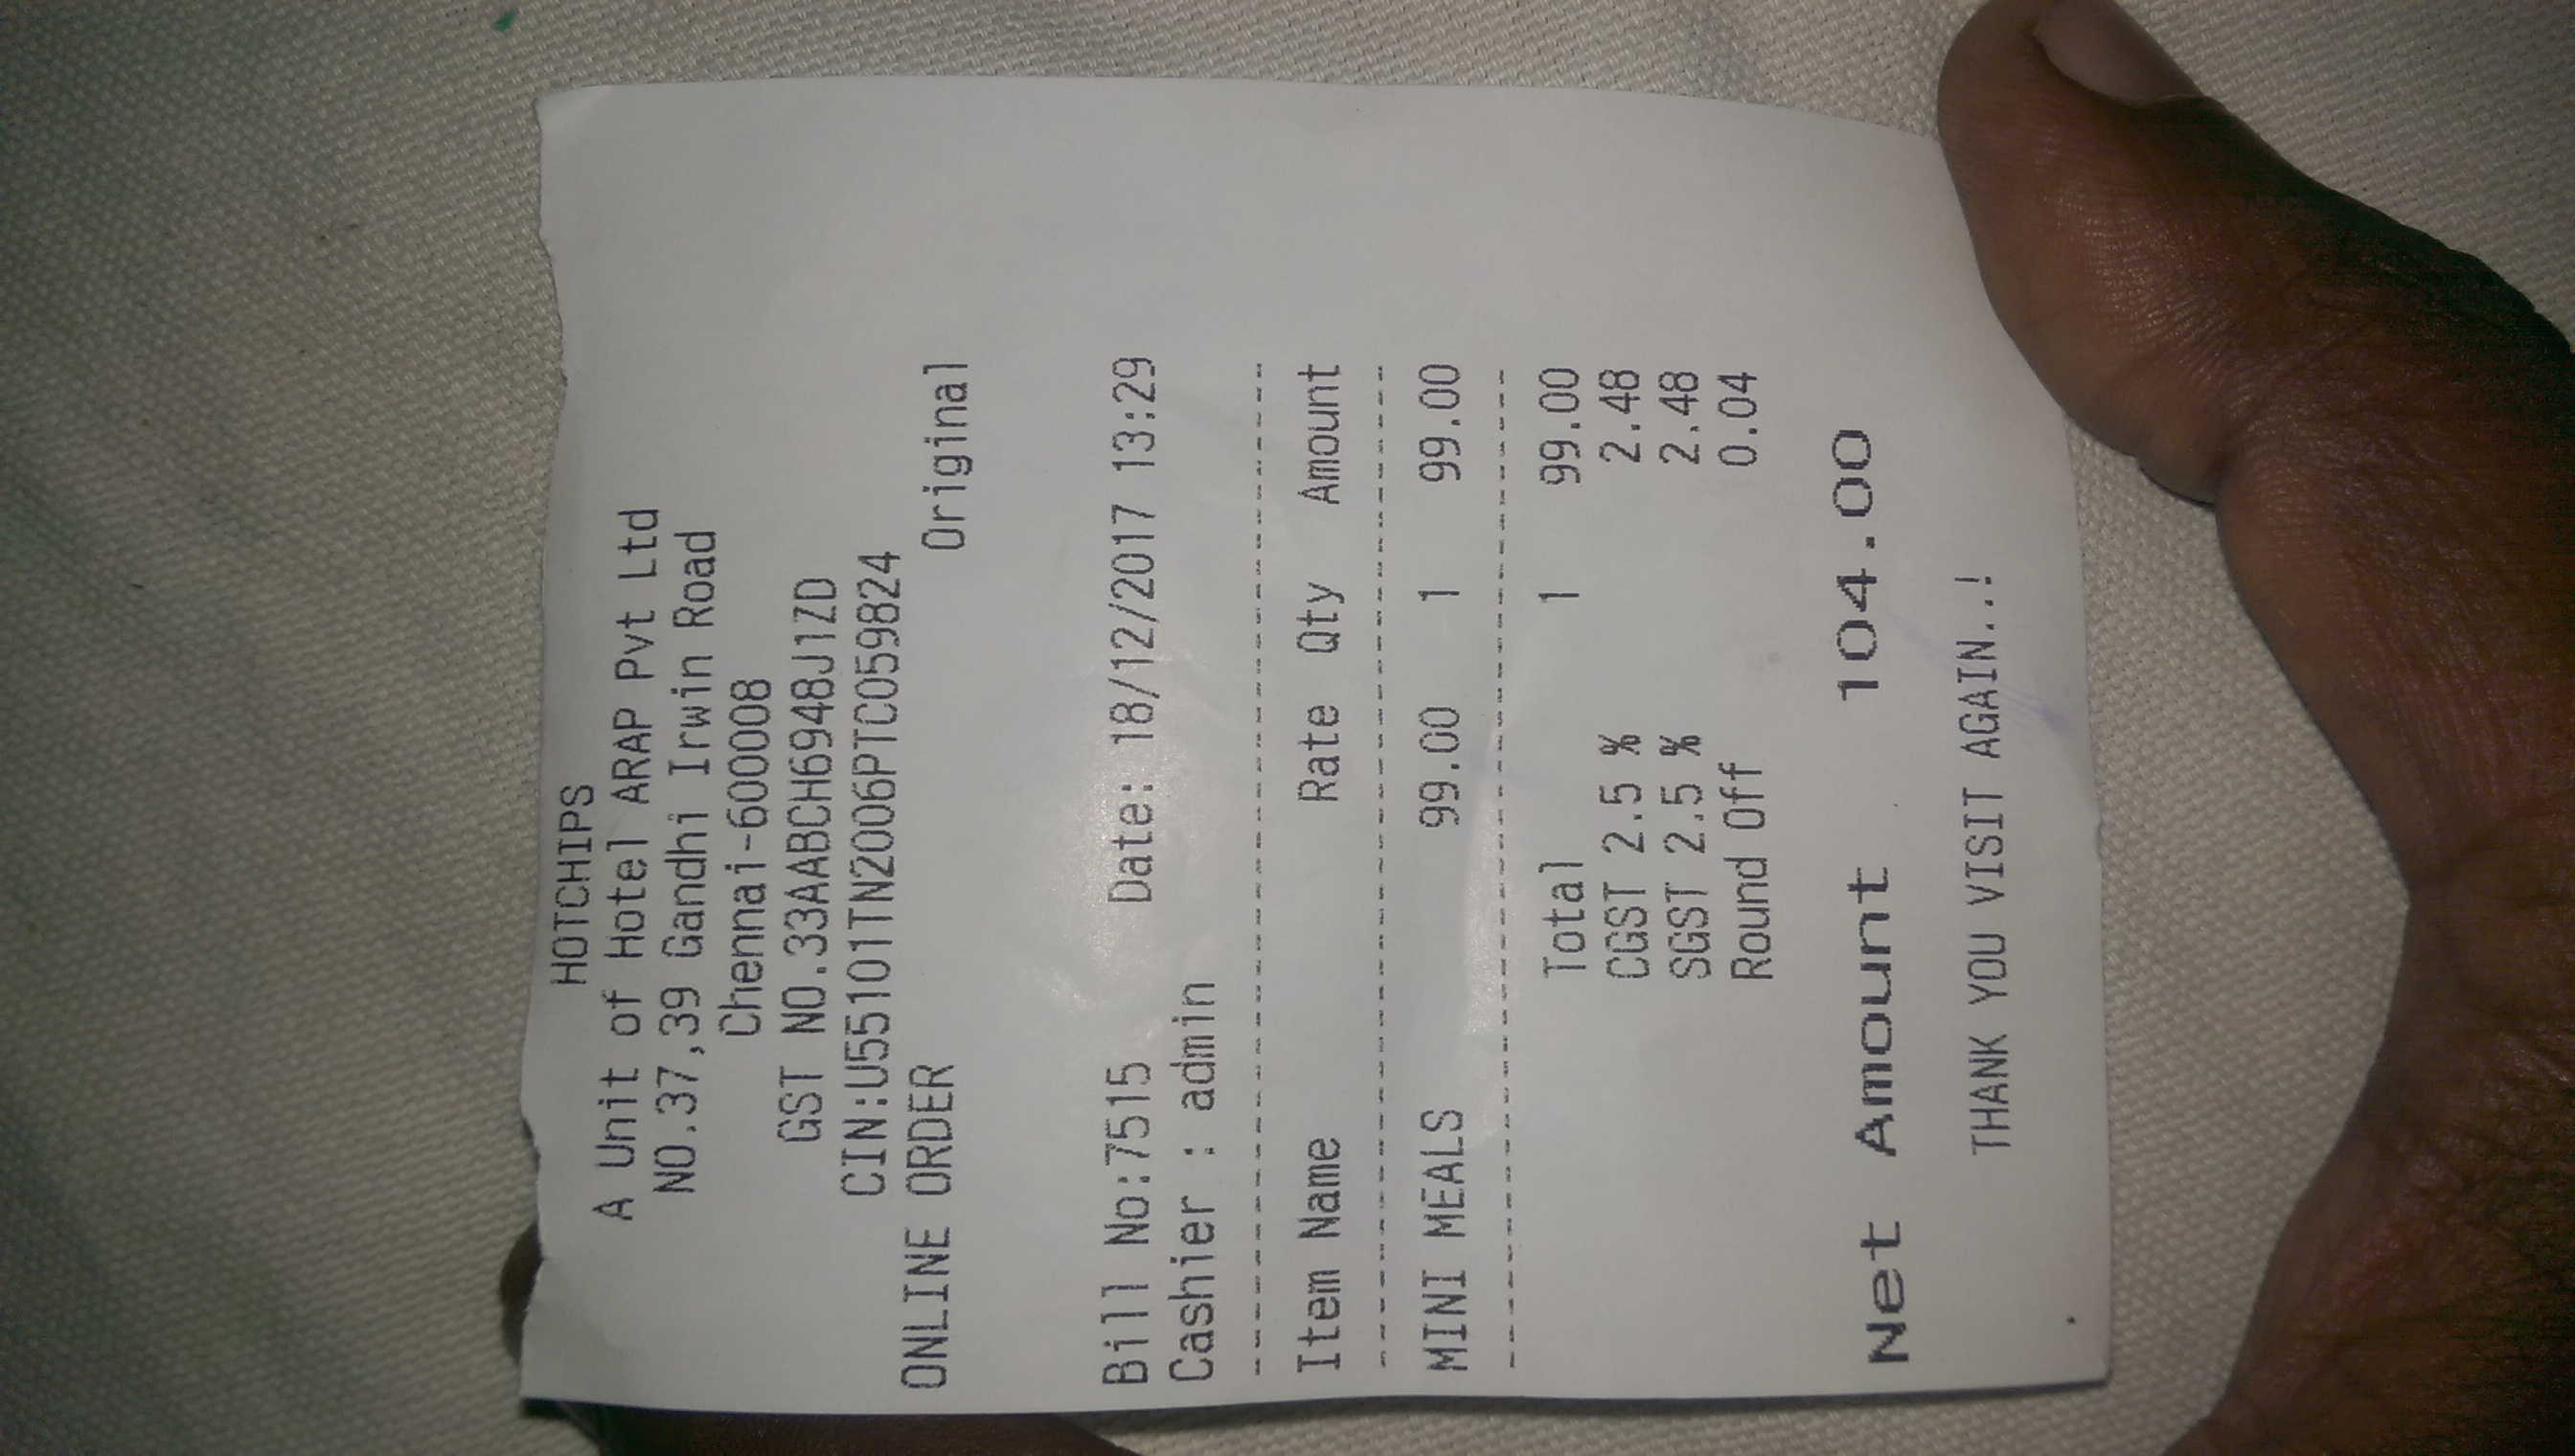 HOTCHIPS
A Unit of Hotel ARAP Pvt Ltd
NO.37,39 Gandhi Irwin Road
Chennai-600008
GST NO.33AABCH6948J1ZD
CIN:U55101TN2006PTC059824
ONLINE ORDER
Original
Bill No:7515 Date: 18/12/2017 13:29
Cashier : admin
Item Name Rate Qty Amount
MINI MEALS 99.00 1 99.00
Total 1 99.00
CGST 2.5 % 2.48
SGST 2.5 % 2.48
Round Off 0.04
Net Amount 104.00
THANK YOU VISIT AGAIN..!